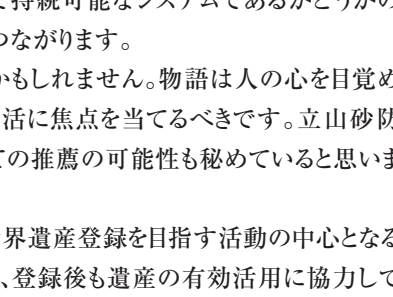 持続可能なシステムであるかどうかの
つながります。
かもしれません。物語は人の心を目覚め
活に焦点を当てるべきです。立山砂防
ての推薦の可能性も秘めていると思いま
界遺産登録を目指す活動の中心となる
、登録後も遺産の有効活用に協力して